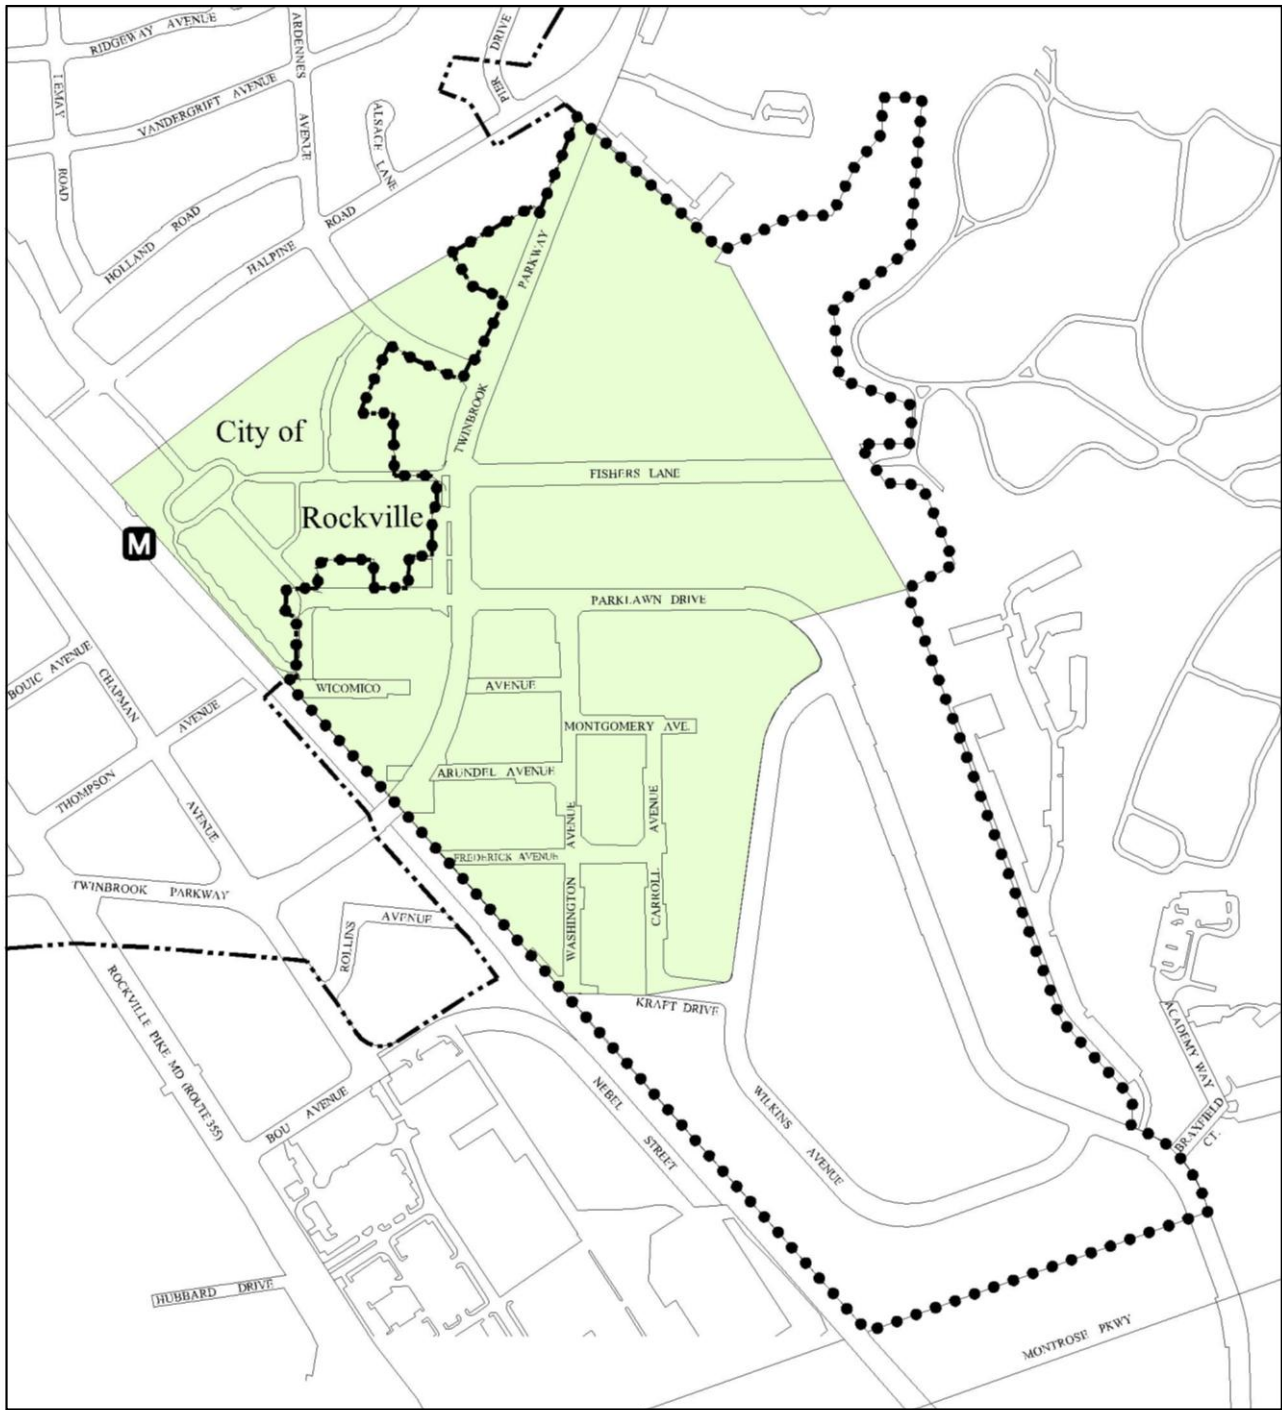 RIDGEWAY AVENUE
ARDENNES
AVENUE
PIER DRIVE
LEMAY
ROAD
VANDERGRIFT AVENUE
ALSACE LANE
HOLLAND ROAD
HALPINE ROAD
TWINBROOK PARKWAY
City of
Rockville
FISHERS LANE
M
PARKLAWN DRIVE
BOUIC AVENUE
CHAPMAN
AVENUE
WICOMICO
AVENUE
THOMPSON
AVENUE
MONTGOMERY AVE.
ARUNDEL AVENUE
WASHINGTON AVENUE
CARROLL AVENUE
FREDERICK AVENUE
TWINBROOK PARKWAY
ROLLINS
AVENUE
KRAFT DRIVE
ROCKVILLE PIKE MD (ROUTE 355)
BOU AVENUE
NEBEL
STREET
WILKINS
AVENUE
ACADEMY WAY
BRAXFIELD
CT.
HUBBARD DRIVE
MONTROSE PKWY